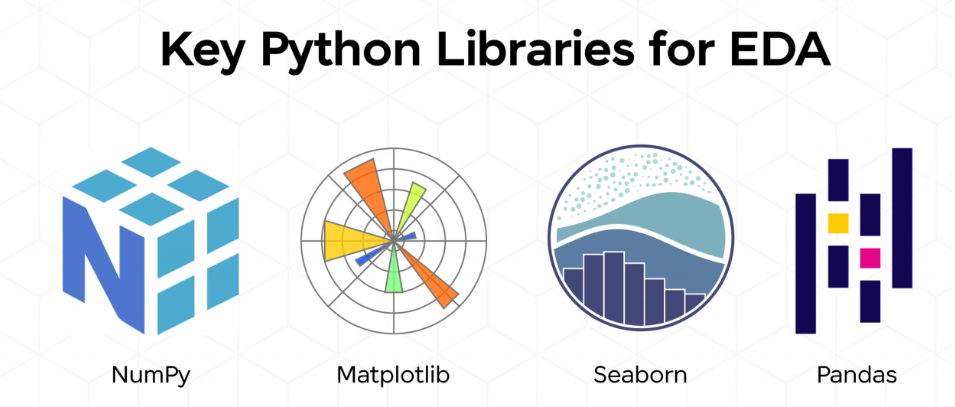 Key Python Libraries for EDA
NumPy
Matplotlib
Seaborn
Pandas